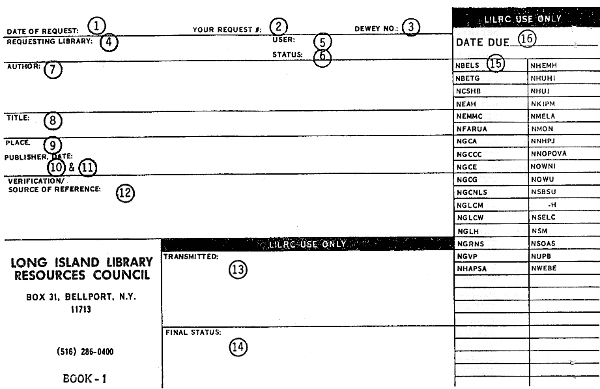 DATE OF REQUEST: 1 YOUR REQUEST #: 2 DEWEY NO.: 3
REQUESTING LIBRARY: 4 USER: 5
STATUS: 6
AUTHOR: 7
TITLE: 8
PLACE, 9
PUBLISHER, DATE:
10 & 11
VERIFICATION/
SOURCE OF REFERENCE: 12
LONG ISLAND LIBRARY
RESOURCES COUNCIL
BOX 31, BELLPORT, N.Y.
11713
(516) 286-0400
BOOK-1
LILRC USE ONLY
TRANSMITTED:
13
FINAL STATUS:
14
LILRC USE ONLY
DATE DUE 16
NBELS 15 NHEMH
NBETG NHUHI
NCSHB NHUJ
NEAH NKIPM
NEMMC NMELA
NFARUA NMON
NGCA NNHPJ
NGCCC NNOPOVA
NGCE NOWNI
NGCG NOWU
NGCNLS NSBSU
NGLCM -H
NGLCW NSELC
NGLH NSM
NGRNS NSOAS
NGVP NUPB
NHAPSA NWEBE